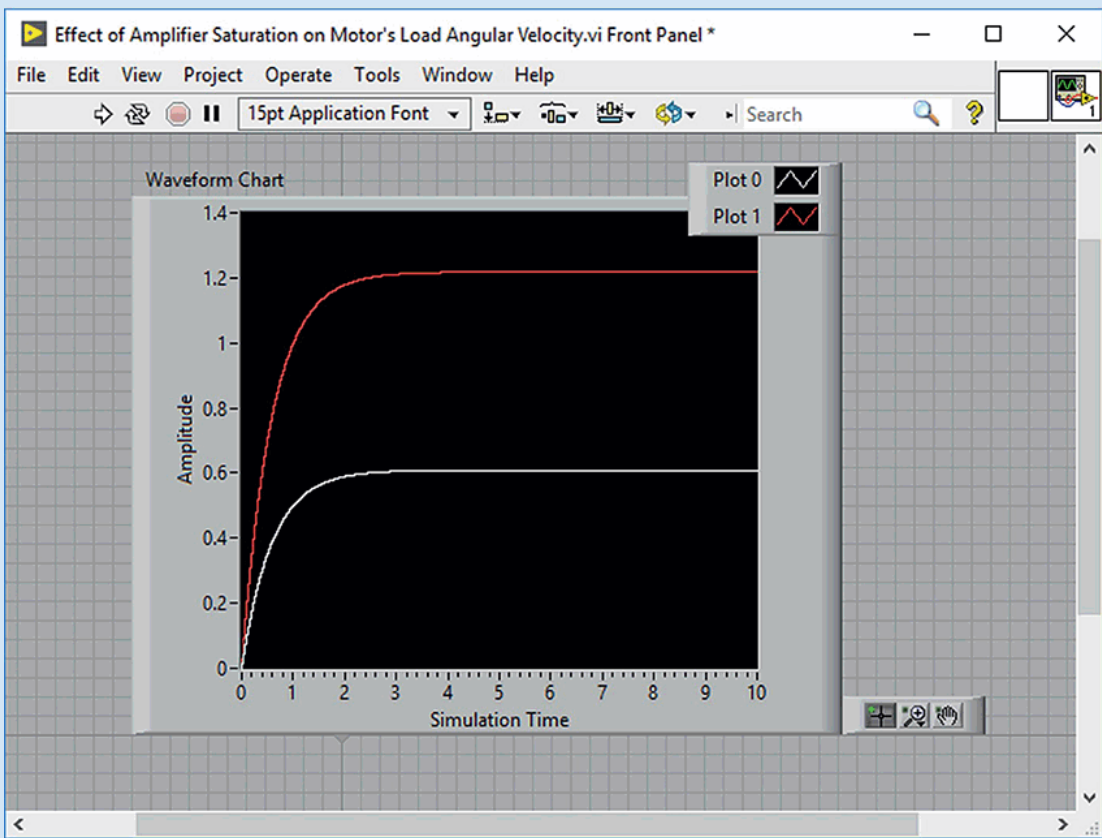 Effect of Amplifier Saturation on Motor's Load Angular Velocity.vi Front Panel *
File Edit View Project Operate Tools Window Help
15pt Application Font Search
1
Waveform Chart
Plot 0
Plot 1
Amplitude
1.4
1.2
1
0.8
0.6
0.4
0.2
0
0 1 2 3 4 5 6 7 8 9 10
Simulation Time